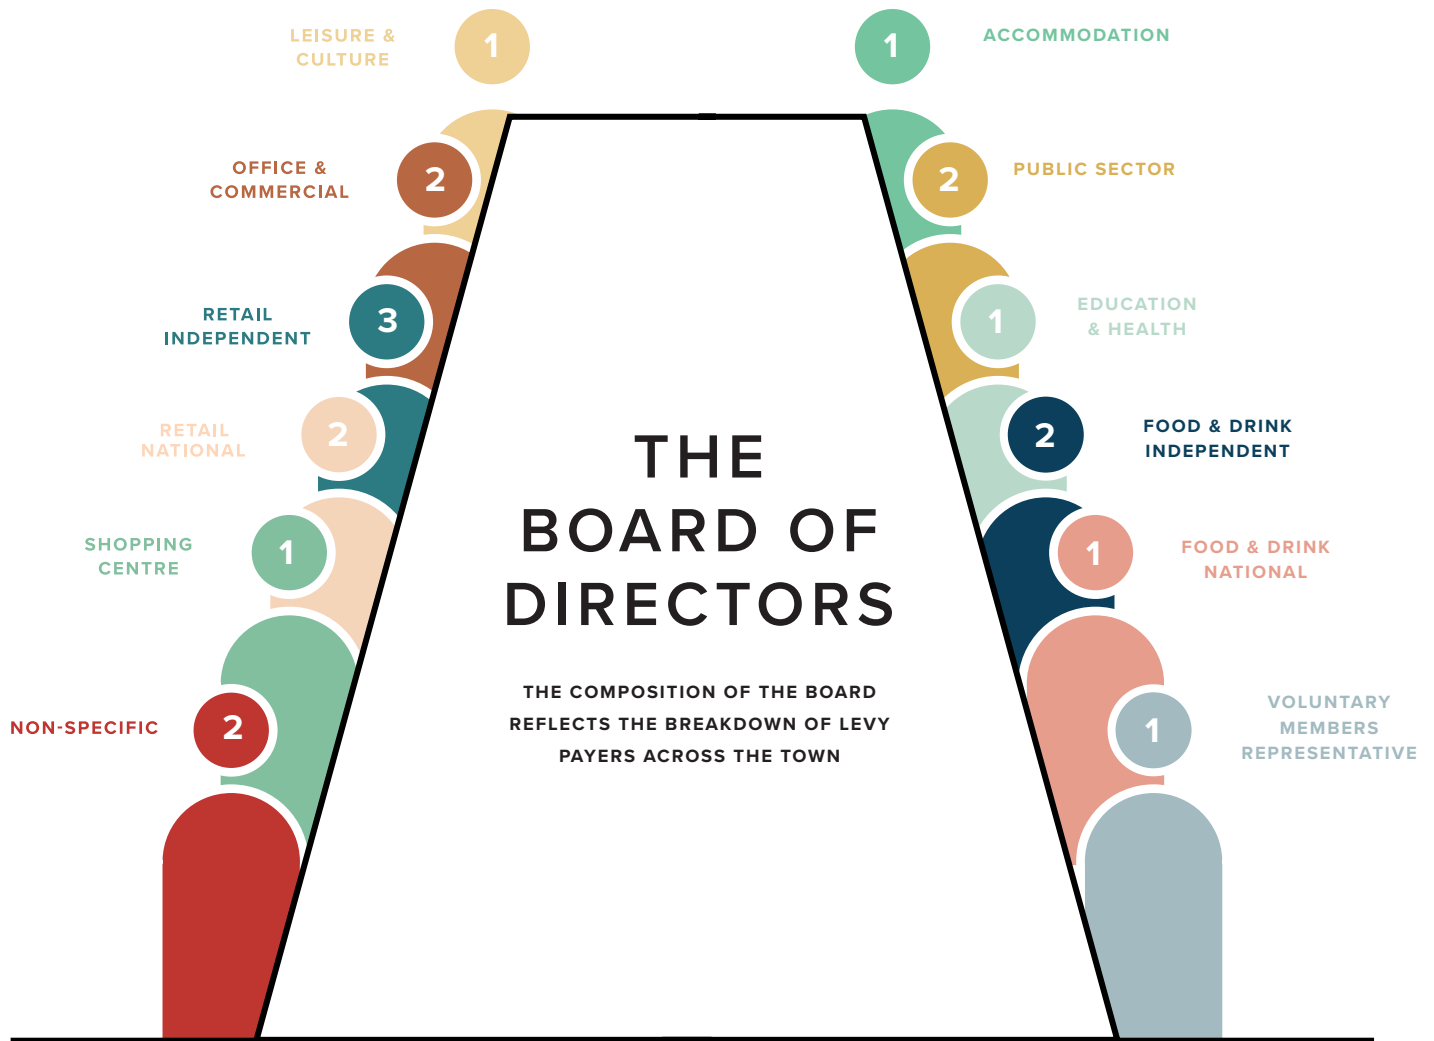 LEISURE &
CULTURE
1
OFFICE &
COMMERCIAL
2
RETAIL
INDEPENDENT
3
RETAIL
NATIONAL
2
SHOPPING
CENTRE
1
NON-SPECIFIC
2
THE
BOARD OF
DIRECTORS
THE COMPOSITION OF THE BOARD
REFLECTS THE BREAKDOWN OF LEVY
PAYERS ACROSS THE TOWN
1
ACCOMMODATION
2
PUBLIC SECTOR
1
EDUCATION
& HEALTH
2
FOOD & DRINK
INDEPENDENT
1
FOOD & DRINK
NATIONAL
1
VOLUNTARY
MEMBERS
REPRESENTATIVE